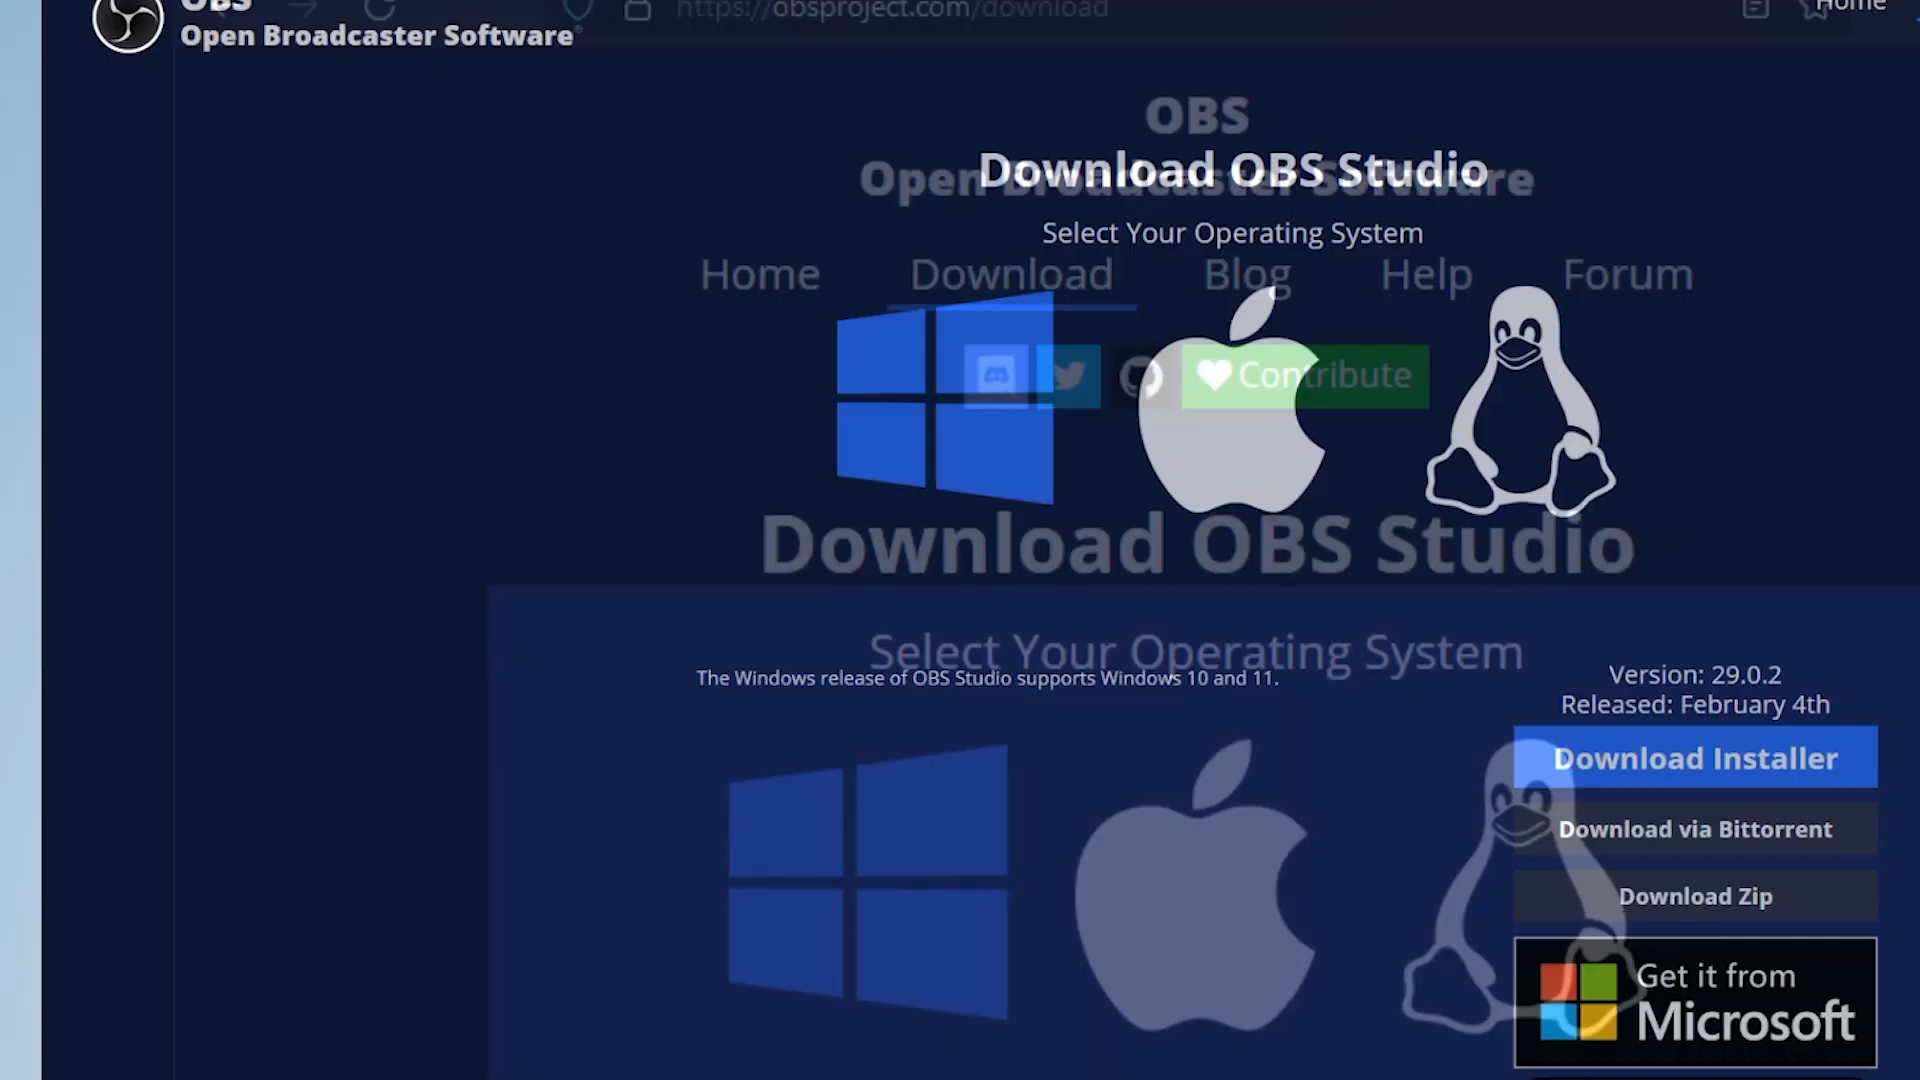 OBS
Open Broadcaster Software
https://obsproject.com/download
Home
OBS
Open Broadcaster Software
Download OBS Studio
Select Your Operating System
Home
Download
Blog
Help
Forum
Contribute
Download OBS Studio
Select Your Operating System
The Windows release of OBS Studio supports Windows 10 and 11.
Version: 29.0.2
Released: February 4th
Download Installer
Download via Bittorrent
Download Zip
Get it from
Microsoft